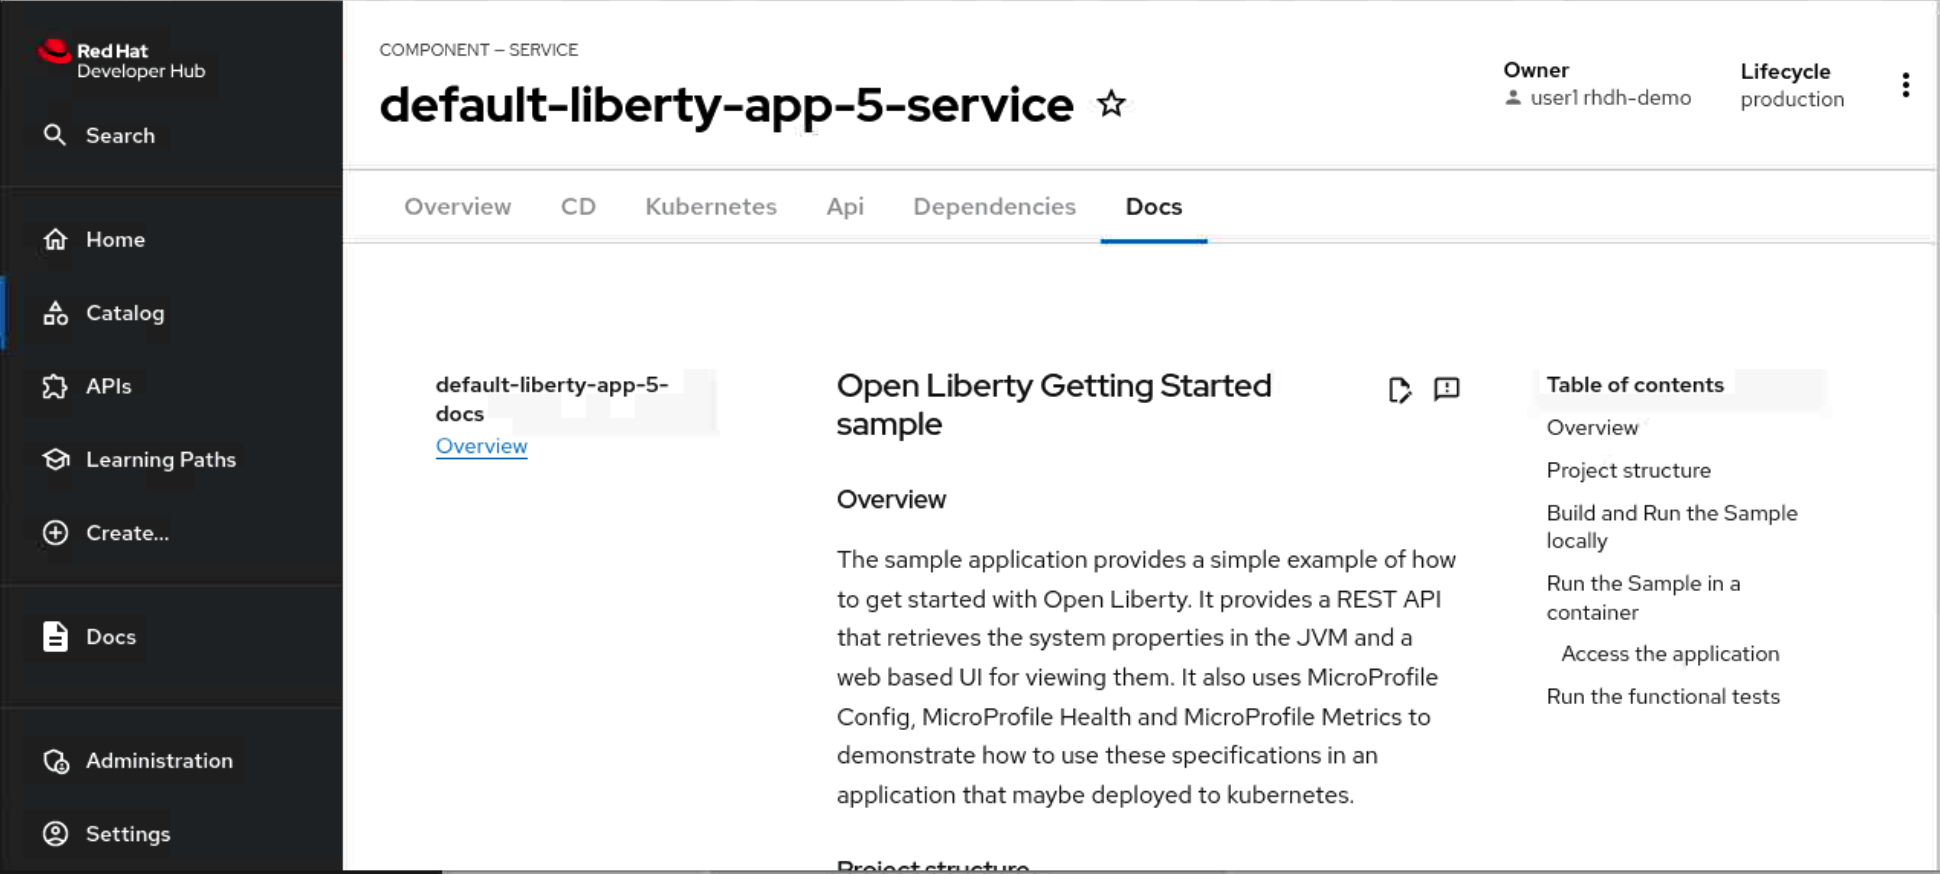 Red Hat
Developer Hub
Search
Home
Catalog
APIs
Learning Paths
Create...
Docs
Administration
Settings
COMPONENT – SERVICE
default-liberty-app-5-service
Owner
user1 rhdh-demo
Lifecycle
production
Overview CD Kubernetes Api Dependencies Docs
default-liberty-app-5-
docs
Overview
Open Liberty Getting Started
sample
Overview
The sample application provides a simple example of how
to get started with Open Liberty. It provides a REST API
that retrieves the system properties in the JVM and a
web based UI for viewing them. It also uses MicroProfile
Config, MicroProfile Health and MicroProfile Metrics to
demonstrate how to use these specifications in an
application that maybe deployed to kubernetes.
Project structure
Table of contents
Overview
Project structure
Build and Run the Sample
locally
Run the Sample in a
container
Access the application
Run the functional tests